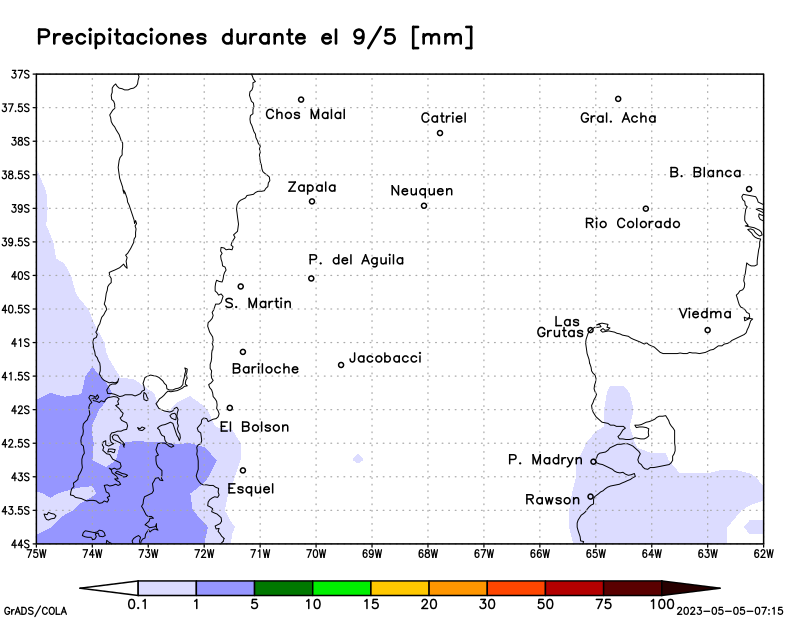 Precipitaciones durante el 9/5 [mm]
37S
37.5S
38S
38.5S
39S
39.5S
40S
40.5S
41S
41.5S
42S
42.5S
43S
43.5S
44S
Chos Malal
Catriel
Gral. Acha
B. Blanca
Zapala
Neuquen
Rio Colorado
P. del Aguila
S. Martin
Viedma
Las
Grutas
Jacobacci
Bariloche
El Bolson
P. Madryn
Esquel
Rawson
75W 74W 73W 72W 71W 70W 69W 68W 67W 66W 65W 64W 63W 62W
0.1 1 5 10 15 20 30 50 75 100
GrADS/COLA
2023-05-05-07:15